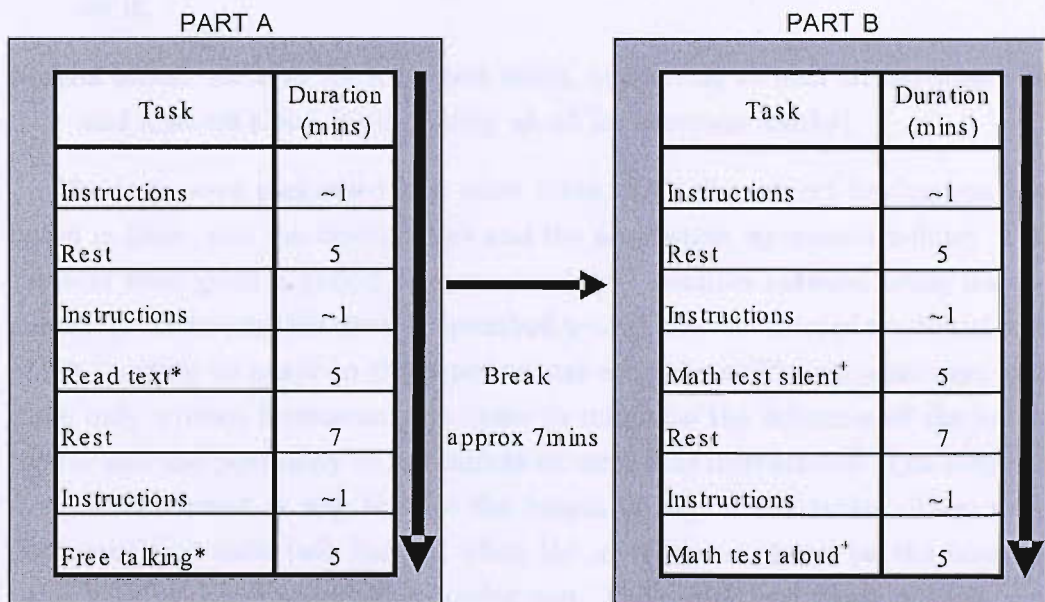 PART A
Task Duration (mins)
Instructions ~1
Rest 5
Instructions ~1
Read text* 5
Rest 7
Instructions ~1
Free talking* 5
Break
approx 7mins
PART B
Task Duration (mins)
Instructions ~1
Rest 5
Instructions ~1
Math test silent+ 5
Rest 7
Instructions ~1
Math test aloud+ 5